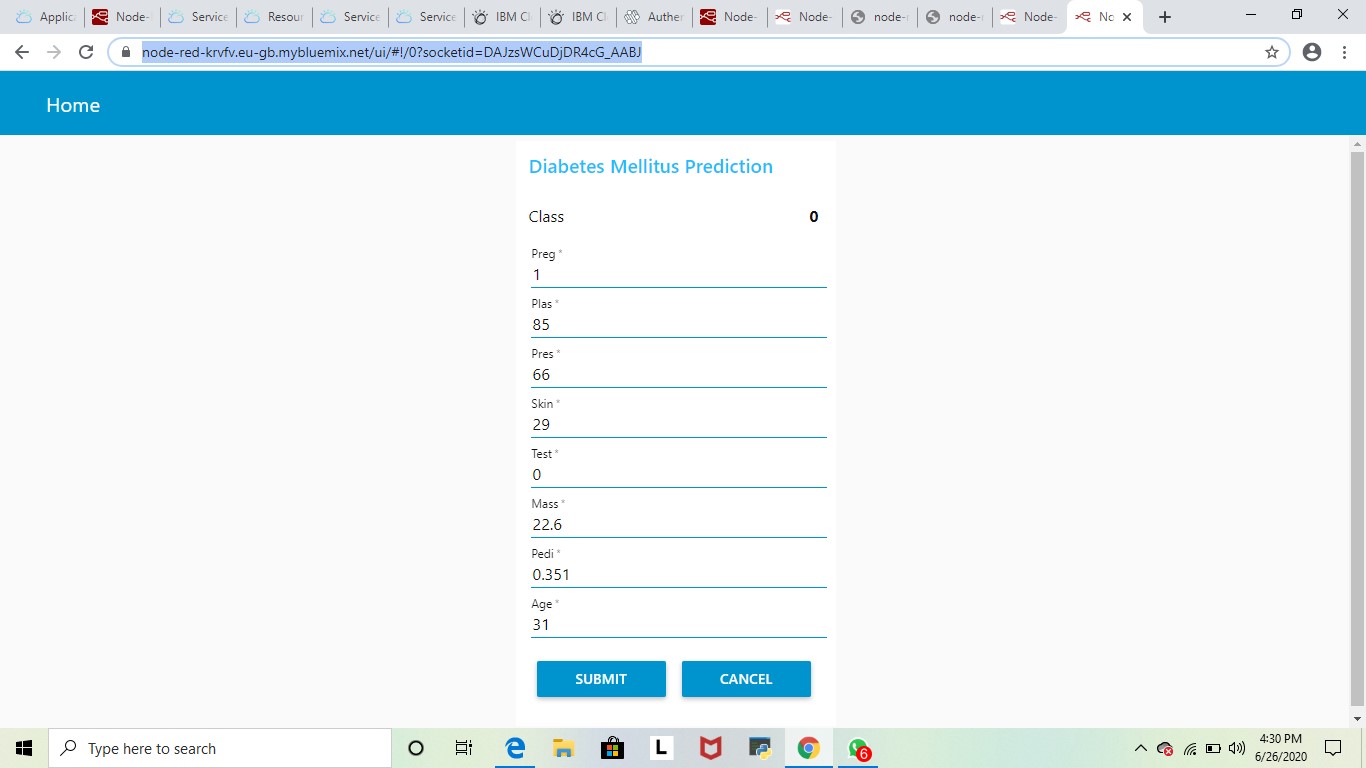 Applica
Node-
Service
Resour
Service
Service
IBM Cl
IBM Cl
Auther
Node-
Node-
node-r
node-r
Node-
No
node-red-krvfv.eu-gb.mybluemix.net/ui/#!/0?socketid=DAJzsWCuDjDR4cG_AABJ
Home
Diabetes Mellitus Prediction
Class 0
Preg *
1
Plas *
85
Pres *
66
Skin *
29
Test *
0
Mass *
22.6
Pedi *
0.351
Age *
31
SUBMIT CANCEL
Type here to search
L
6
4:30 PM
6/26/2020